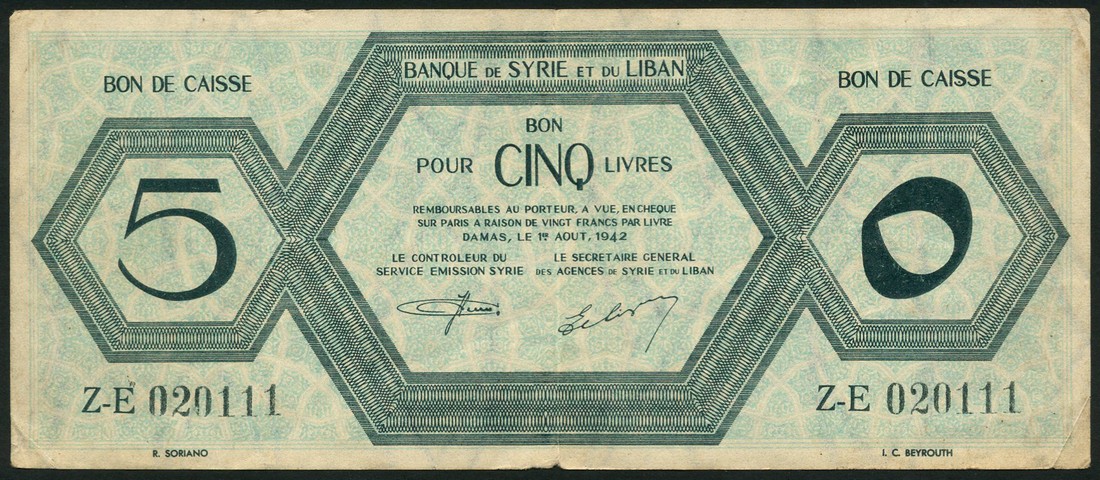 BANQUE DE SYRIE ET DU LIBAN
BON DE CAISSE
BON DE CAISSE
BON
POUR CINQ LIVRES
5
٥
REMBOURSABLES AU PORTEUR, A VUE, EN CHEQUE
SUR PARIS A RAISON DE VINGT FRANCS PAR LIVRE
DAMAS, LE 1ER AOUT, 1942
LE CONTROLEUR DU
SERVICE EMISSION SYRIE
LE SECRETAIRE GENERAL
DES AGENCES DE SYRIE ET DU LIBAN
Z-E 020111
Z-E 020111
R. SORIANO
I. C. BEYROUTH